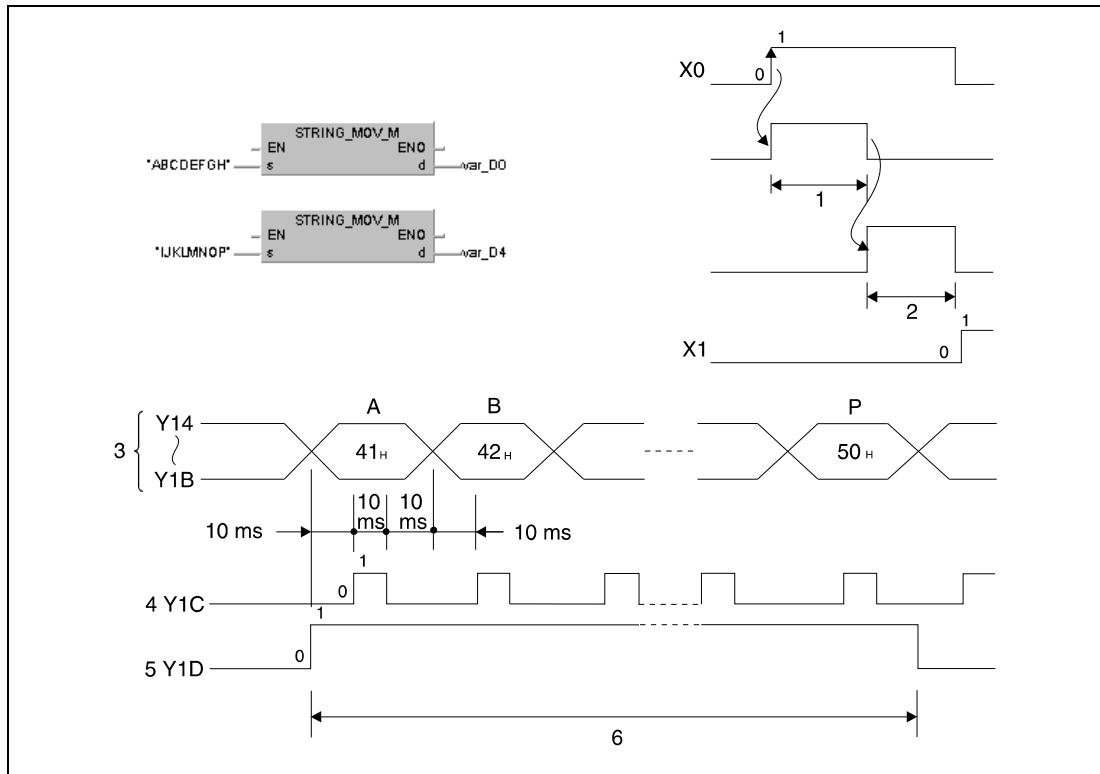 X0
0
1
STRING_MOV_M
EN ENO
"ABCDEFGH" s d var_D0
1
STRING_MOV_M
EN ENO
"IJKLMNOP" s d var_D4
2
X1
0
1
A B P
3 Y14
Y1B
41H 42H 50H
10 ms 10 ms 10 ms 10 ms
4 Y1C
0
1
5 Y1D
0
1
6